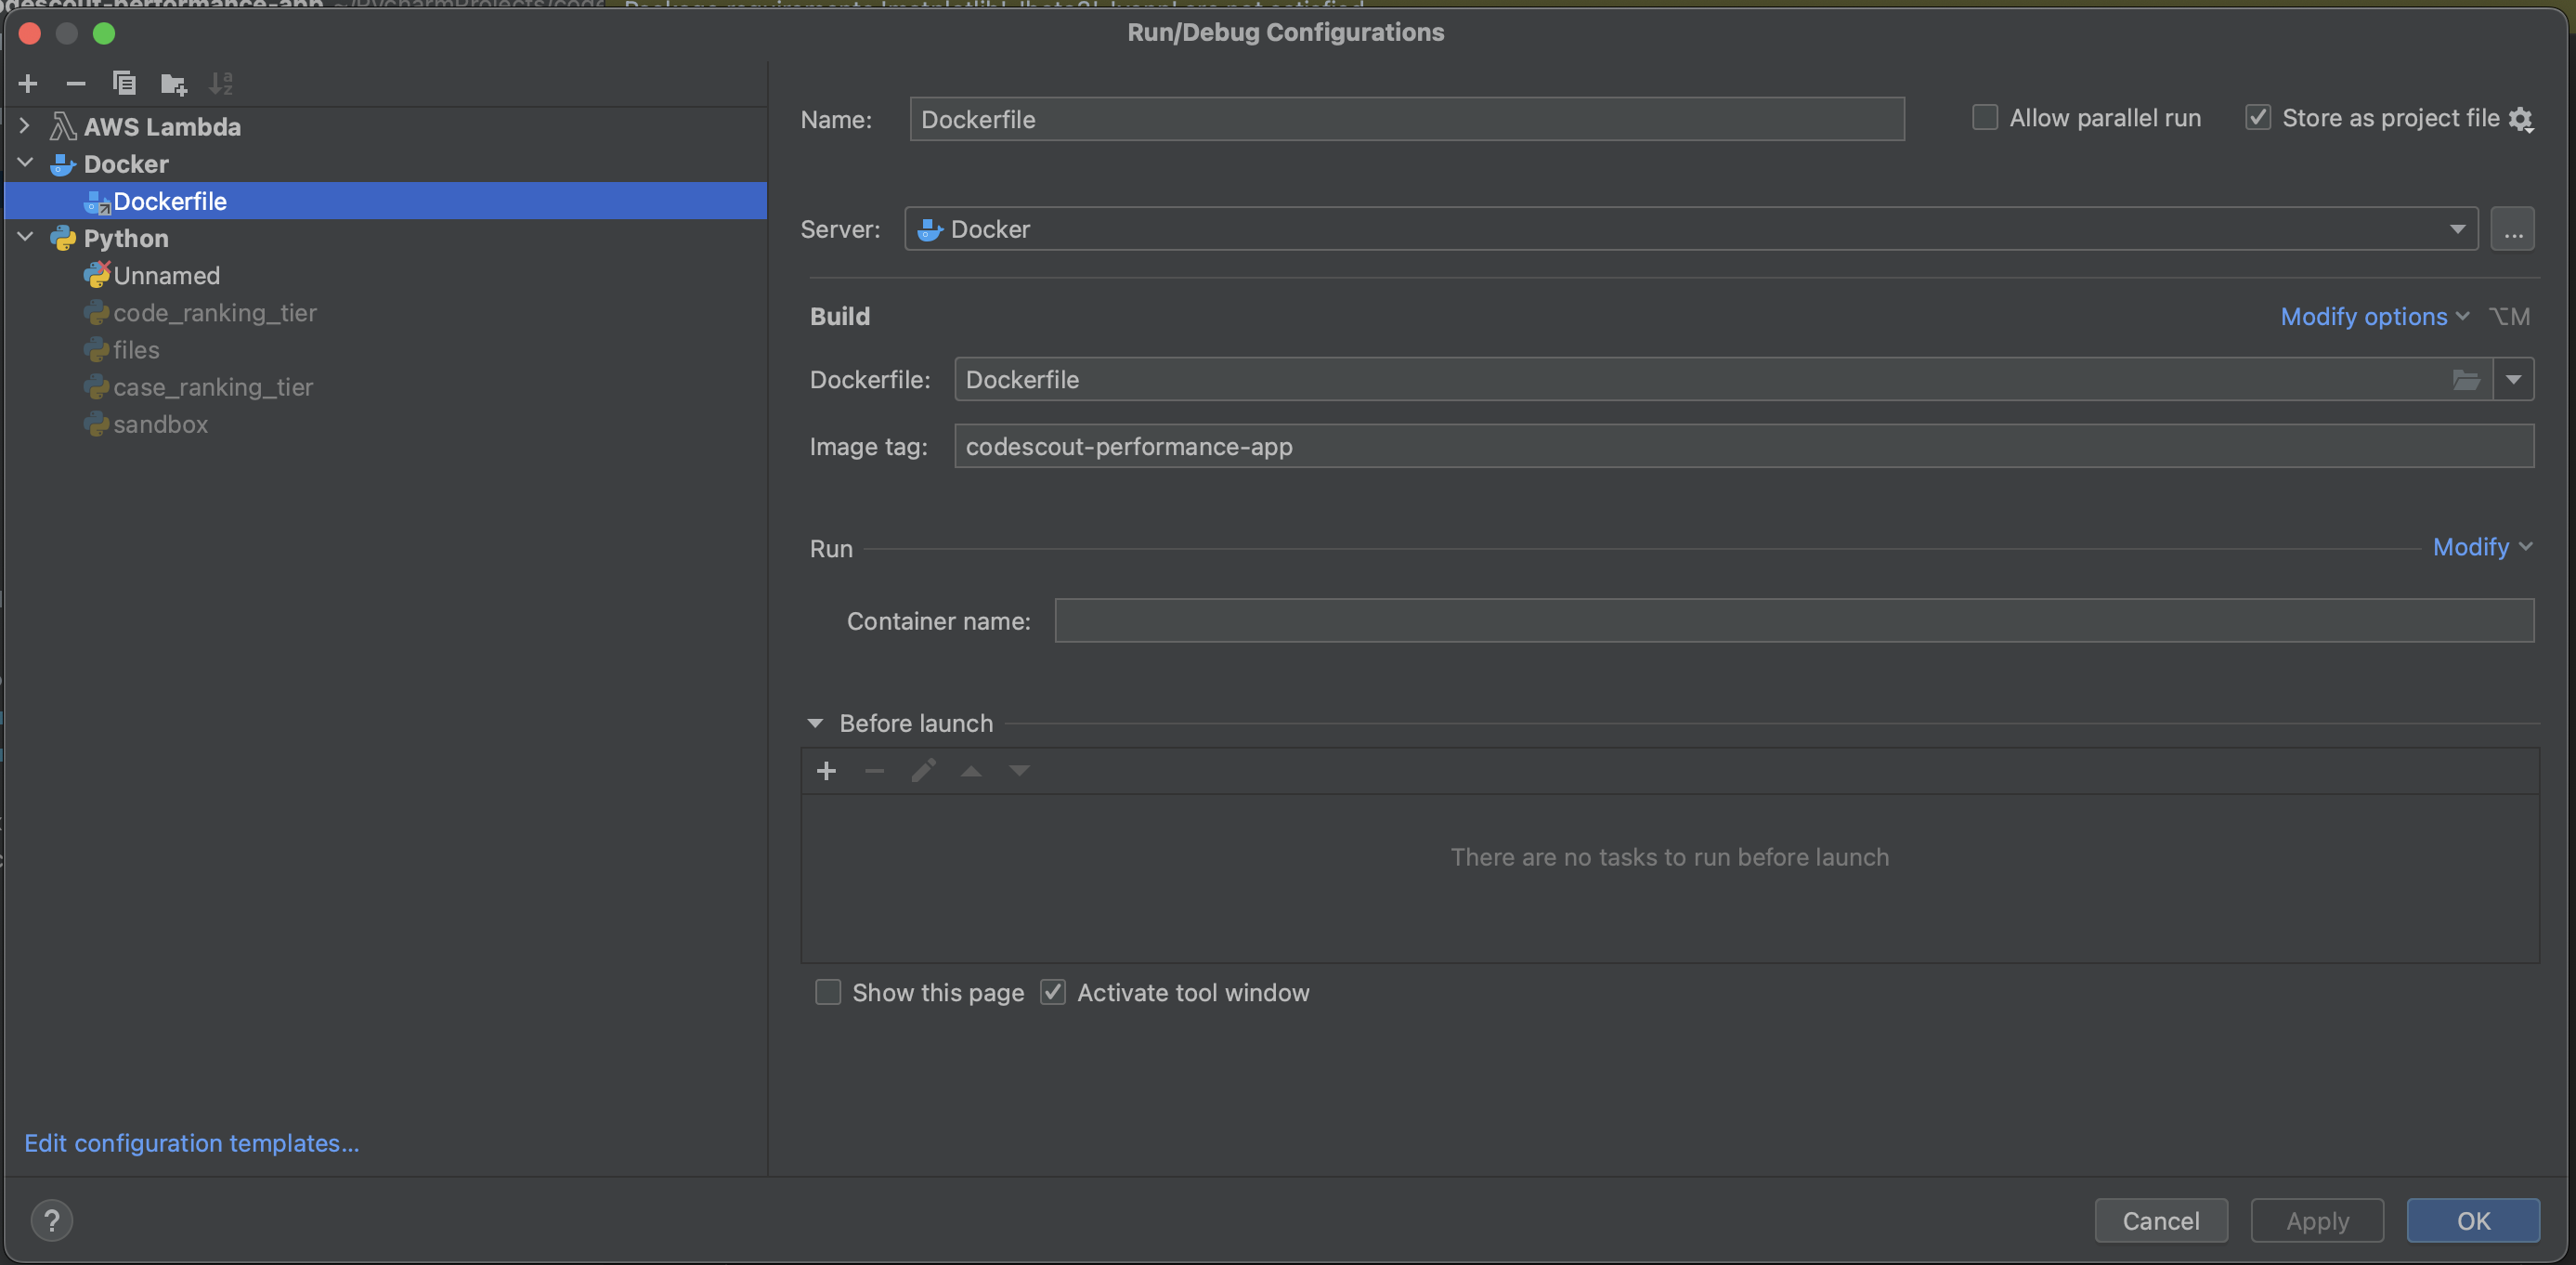 Run/Debug Configurations
AWS Lambda
Docker
Dockerfile
Python
Unnamed
code_ranking_tier
files
case_ranking_tier
sandbox
Edit configuration templates...
Name: Dockerfile
Allow parallel run
Store as project file
Server: Docker
...
Build
Modify options ⌥M
Dockerfile: Dockerfile
Image tag: codescout-performance-app
Run
Modify
Container name:
Before launch
There are no tasks to run before launch
Show this page
Activate tool window
?
Cancel
Apply
OK